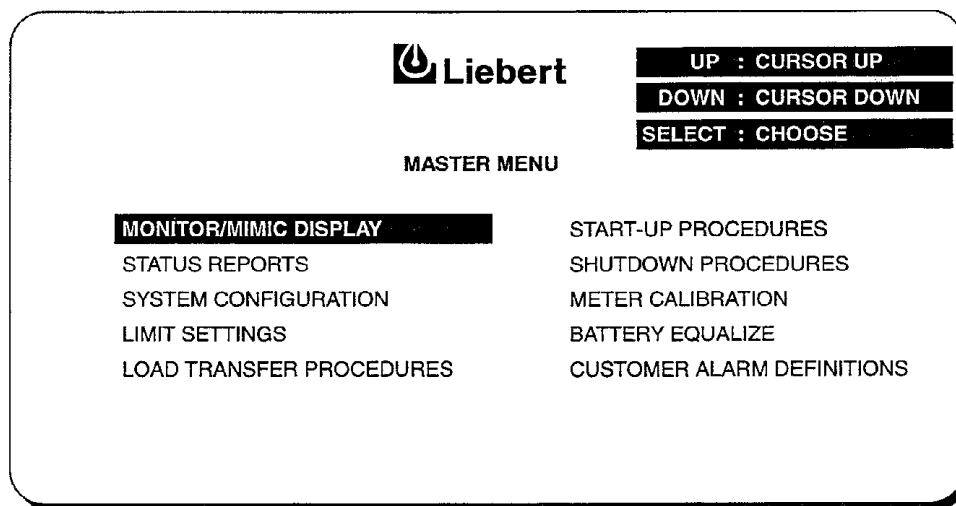 Liebert
UP : CURSOR UP
DOWN : CURSOR DOWN
SELECT : CHOOSE
MASTER MENU
MONITOR/MIMIC DISPLAY
STATUS REPORTS
SYSTEM CONFIGURATION
LIMIT SETTINGS
LOAD TRANSFER PROCEDURES
START-UP PROCEDURES
SHUTDOWN PROCEDURES
METER CALIBRATION
BATTERY EQUALIZE
CUSTOMER ALARM DEFINITIONS